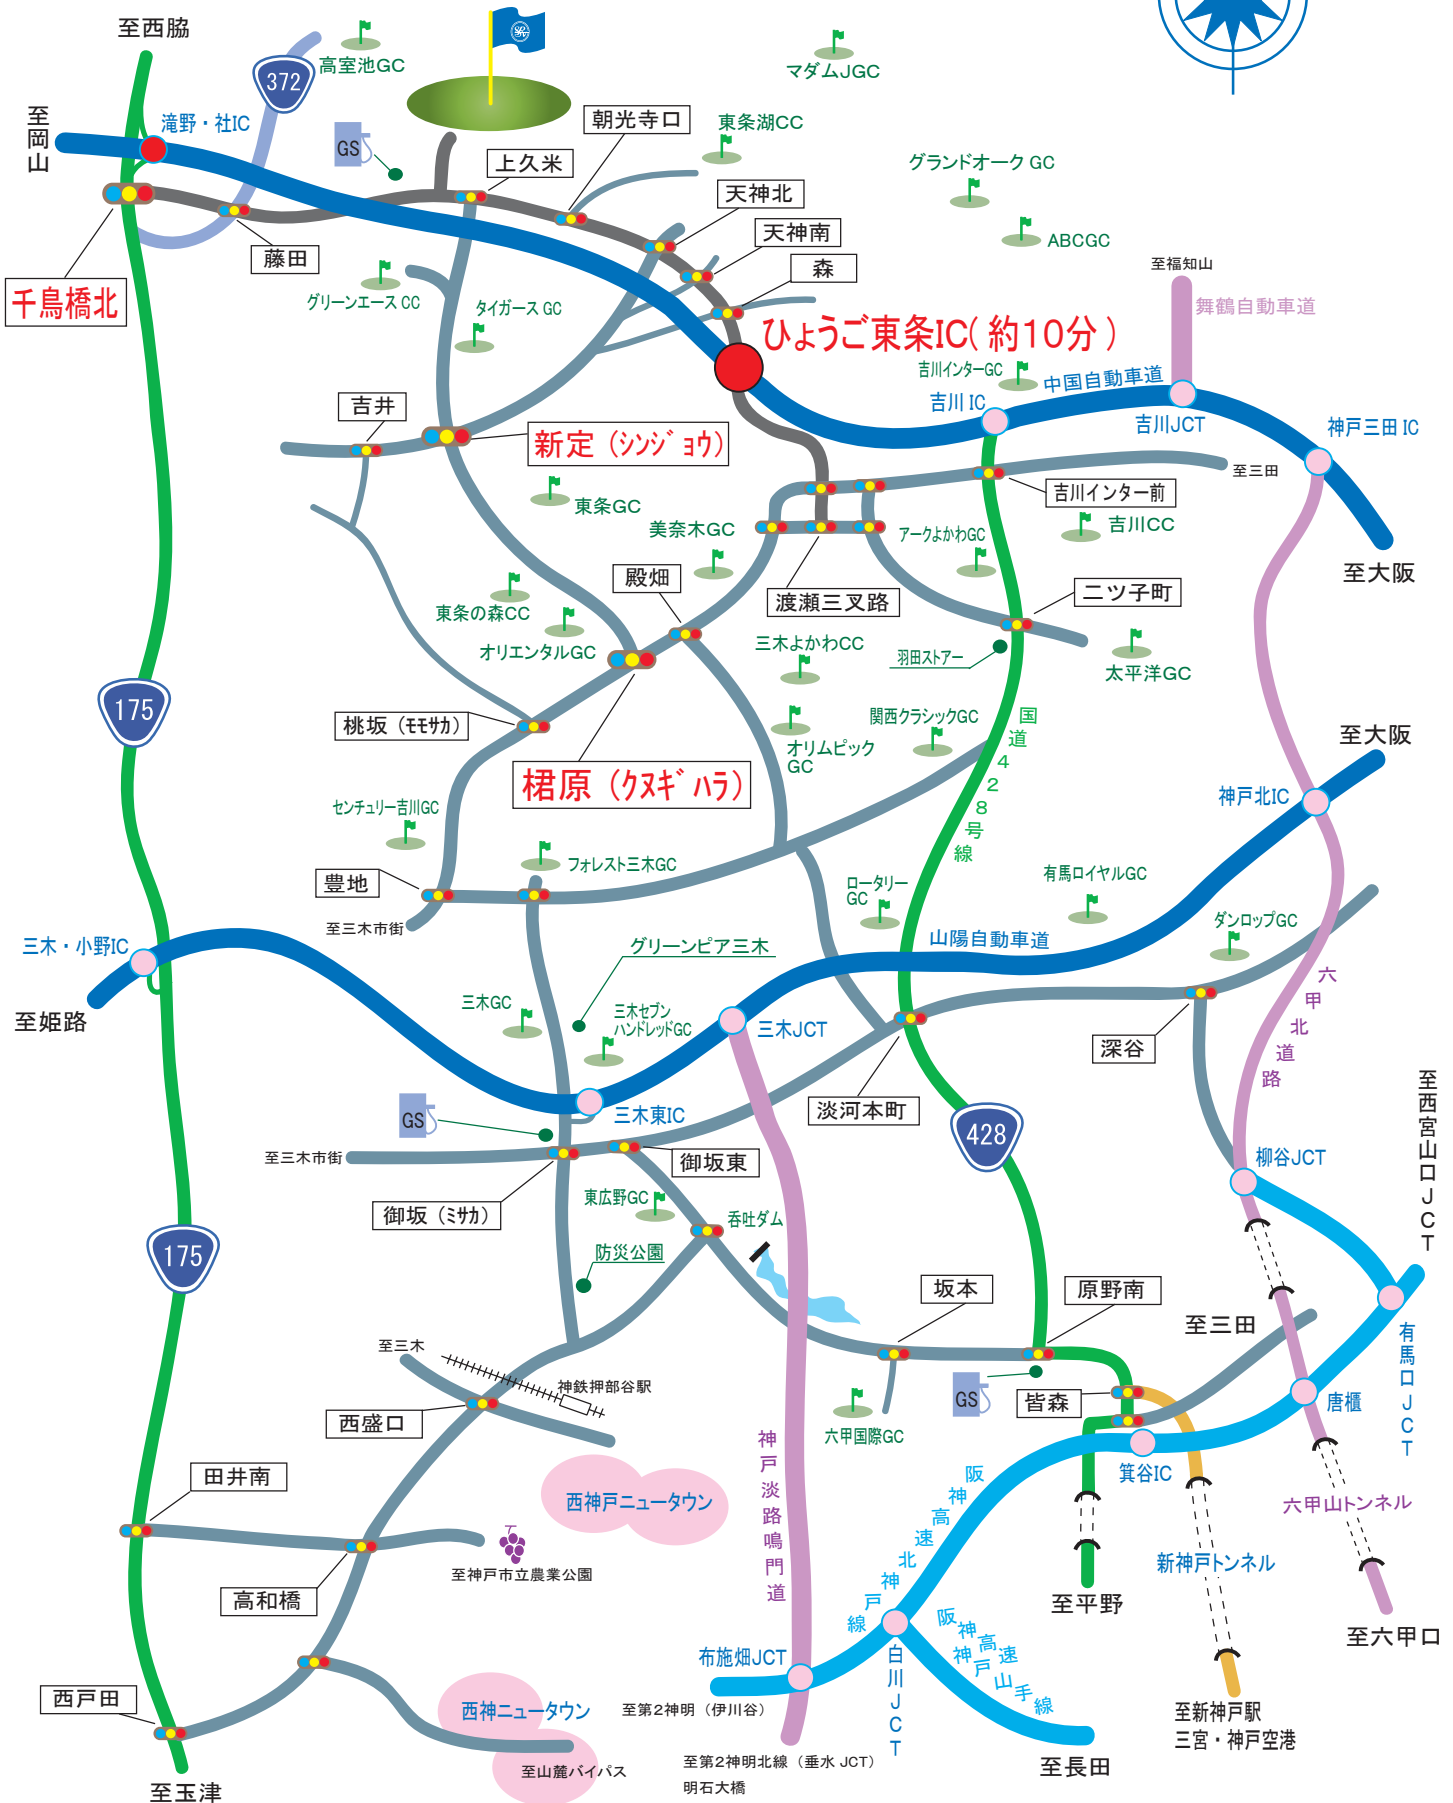 至西脇
高室池GC
マダムJGC
372
至岡山
滝野・社IC
GS
朝光寺口
東条湖CC
上久米
グランドオーク GC
天神北
天神南
ABCGC
藤田
森
至福知山
千鳥橋北
グリーンエース CC
タイガース GC
舞鶴自動車道
ひょうご東条IC( 約10分 )
吉川インターGC
中国自動車道
吉井
吉川 IC
吉川JCT
神戸三田 IC
新定 (シンジョウ)
至三田
吉川インター前
東条GC
美奈木GC
アークよかわGC
吉川CC
至大阪
殿畑
渡瀬三叉路
二ツ子町
東条の森CC
オリエンタルGC
三木よかわCC
羽田ストアー
太平洋GC
175
桃坂 (モモサカ)
関西クラシックGC
国道428号線
至大阪
オリムピック
GC
椐原 (クヌギハラ)
神戸北IC
センチュリー吉川GC
フォレスト三木GC
豊地
ロータリー
GC
有馬ロイヤルGC
至三木市街
ダンロップGC
三木・小野IC
グリーンピア三木
山陽自動車道
六甲北道路
至姫路
三木GC
三木セブン
ハンドレッドGC
三木JCT
深谷
GS
三木東IC
淡河本町
428
至西宮山口JCT
至三木市街
御坂東
柳谷JCT
御坂 (ミサカ)
東広野GC
呑吐ダム
175
防災公園
坂本
原野南
至三田
至三木
有馬口JCT
神鉄押部谷駅
GS
皆森
唐櫃
西盛口
六甲国際GC
神戸淡路鳴門道
箕谷IC
田井南
阪神高速北神戸線
西神戸ニュータウン
六甲山トンネル
至神戸市立農業公園
新神戸トンネル
高和橋
至平野
阪神高速神戸山手線
至六甲口
布施畑JCT
白川JCT
西戸田
西神ニュータウン
至第2神明 (伊川谷)
至新神戸駅
三宮・神戸空港
至山麓バイパス
至第2神明北線 (垂水 JCT)
明石大橋
至長田
至玉津